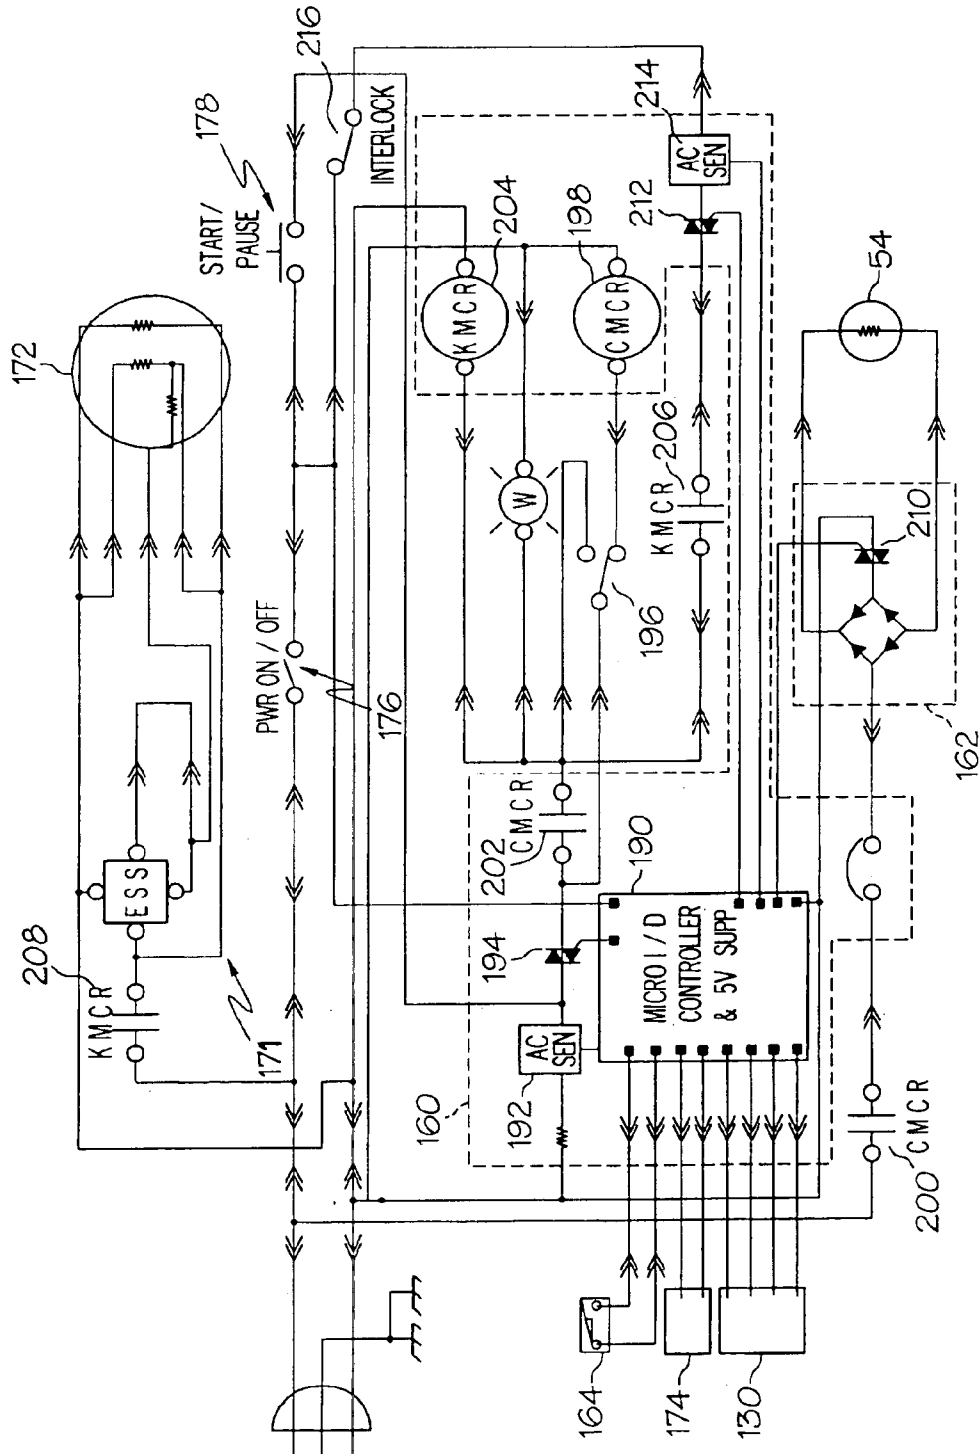 172
208
KMCR
ESS
171
START/
PAUSE
178
216
INTERLOCK
PWR ON / OFF
176
KMCR
204
CMCR
198
W
196
KMCR
206
212
214
AC
SEN
CMCR
202
194
AC
SEN
192
160
190
MICRO I / D
CONTROLLER
& 5V SUPP
54
210
162
CMCR
200
164
174
130